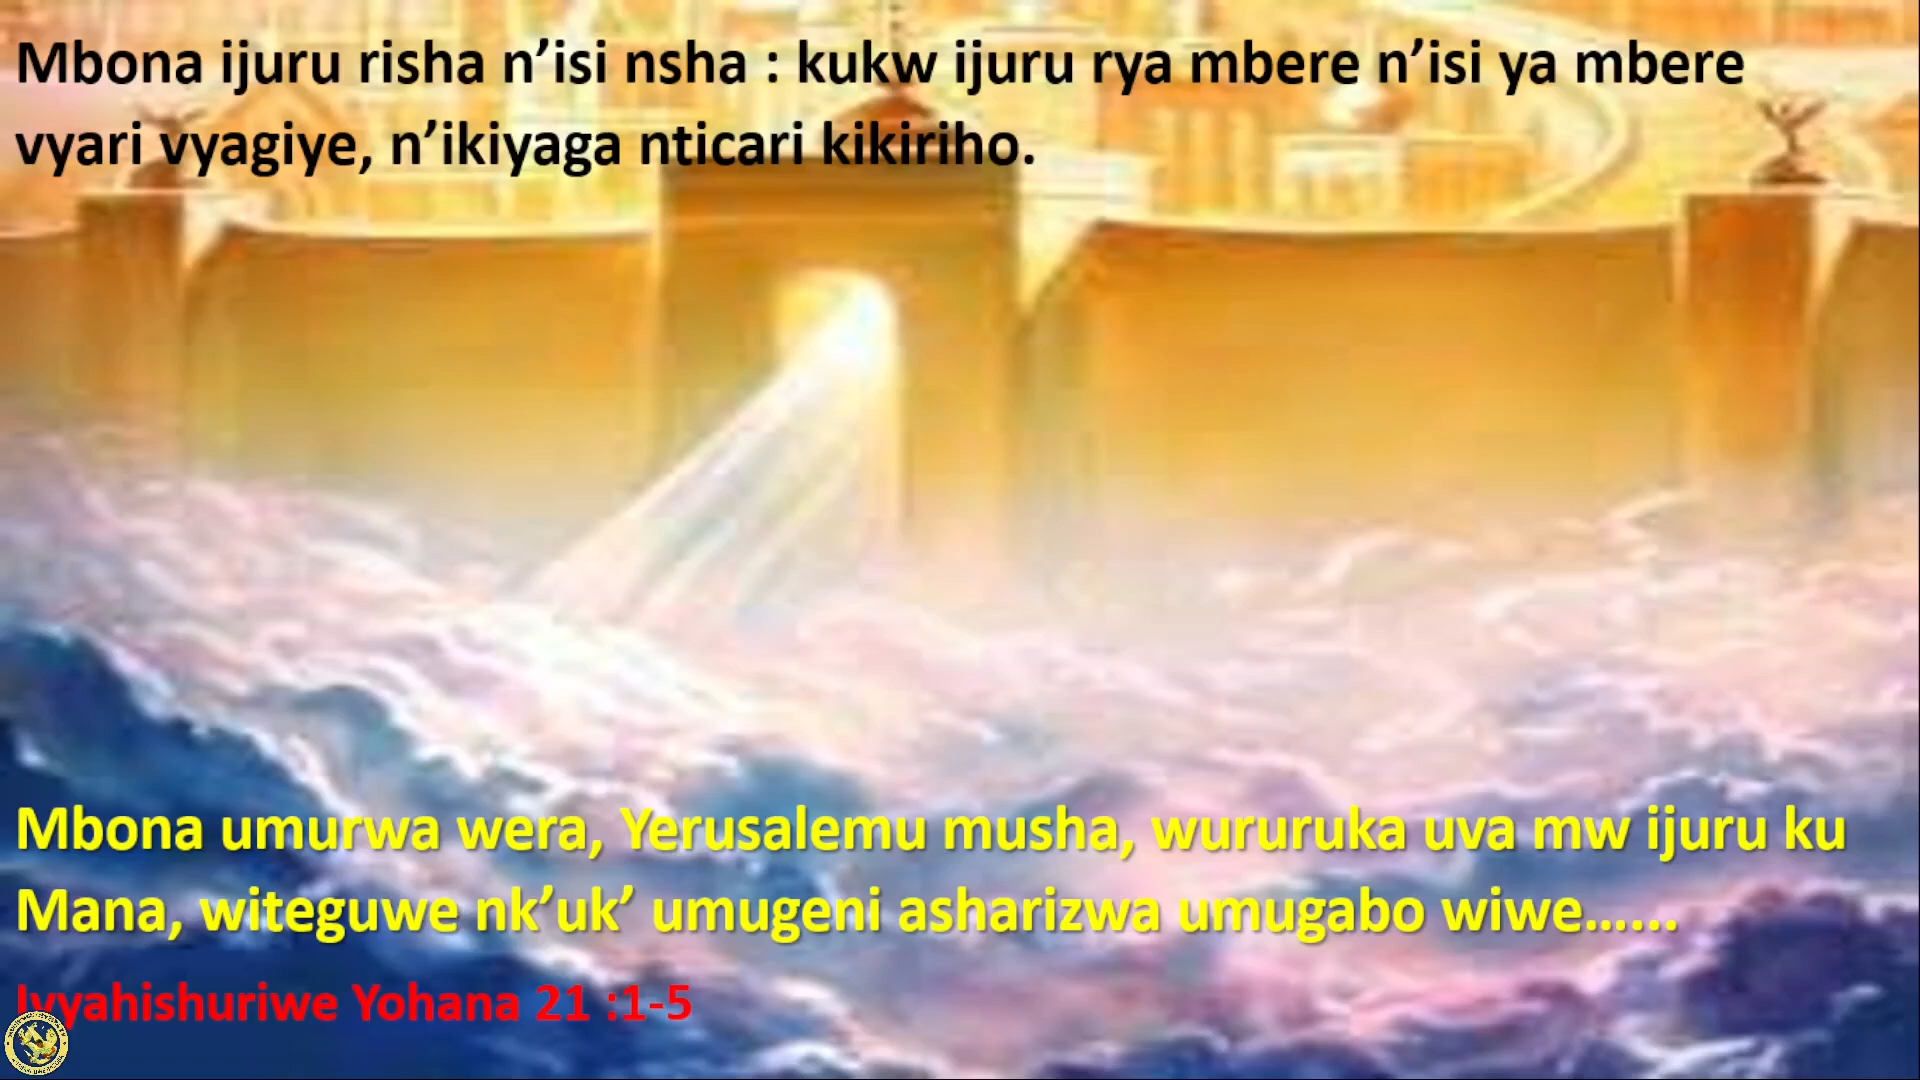 Mbona ijuru risha n’isi nsha : kukw ijuru rya mbere n’isi ya mbere
vyari vyagiye, n’ikiyaga nticari kikiriho.
Mbona umurwa wera, Yerusalemu musha, wururuka uva mw ijuru ku
Mana, witeguwe nk’uk’ umugeni asharizwa umugabo wiwe…...
Ivyahishuriwe Yohana 21 :1-5